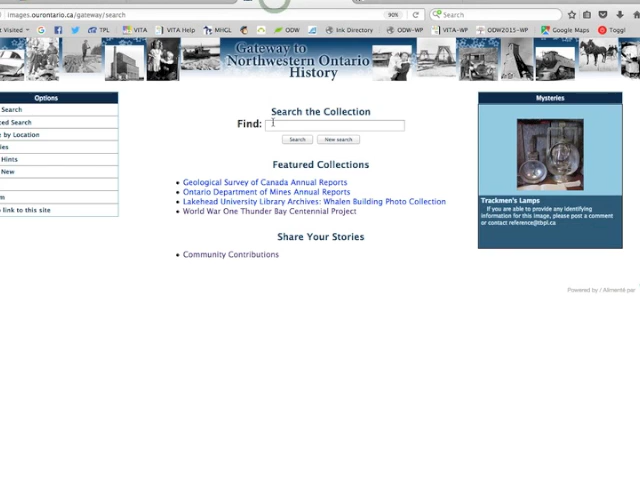 images.ourontario.ca/gateway/search
90%
Search
Visited
TPL
VITA
VITA Help
MHGL
ODW
Ink Directory
ODW-WP
VITA-WP
ODW2015-WP
Google Maps
Toggl
Gateway to
Northwestern Ontario
History
Options
Search
ced Search
e by Location
ies
Hints
New
m
link to this site
Search the Collection
Find:
Search
New search
Featured Collections
Geological Survey of Canada Annual Reports
Ontario Department of Mines Annual Reports
Lakehead University Library Archives: Whalen Building Photo Collection
World War One Thunder Bay Centennial Project
Share Your Stories
Community Contributions
Mysteries
Trackmen's Lamps
If you are able to provide any identifying
information for this image, please post a comment
or contact reference@tbpl.ca
Powered by / Alimenté par